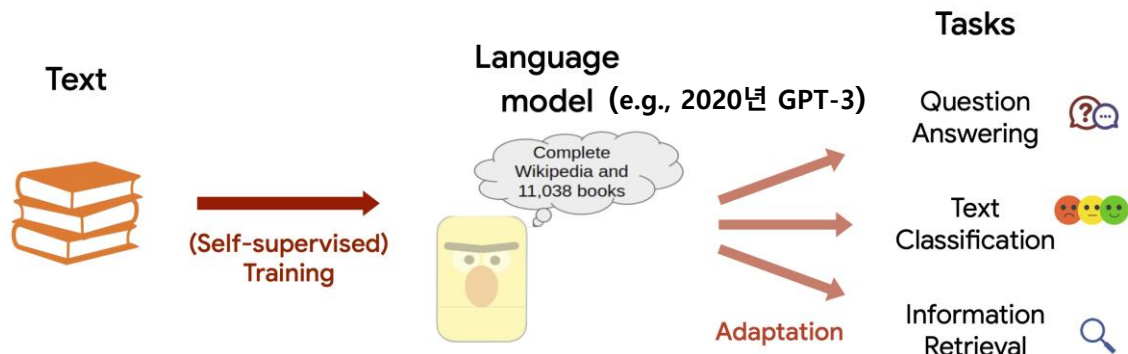 Text
(Self-supervised)
Training
Language
model (e.g., 2020년 GPT-3)
Complete
Wikipedia and
11,038 books
Adaptation
Tasks
Question
Answering
Text
Classification
Information
Retrieval